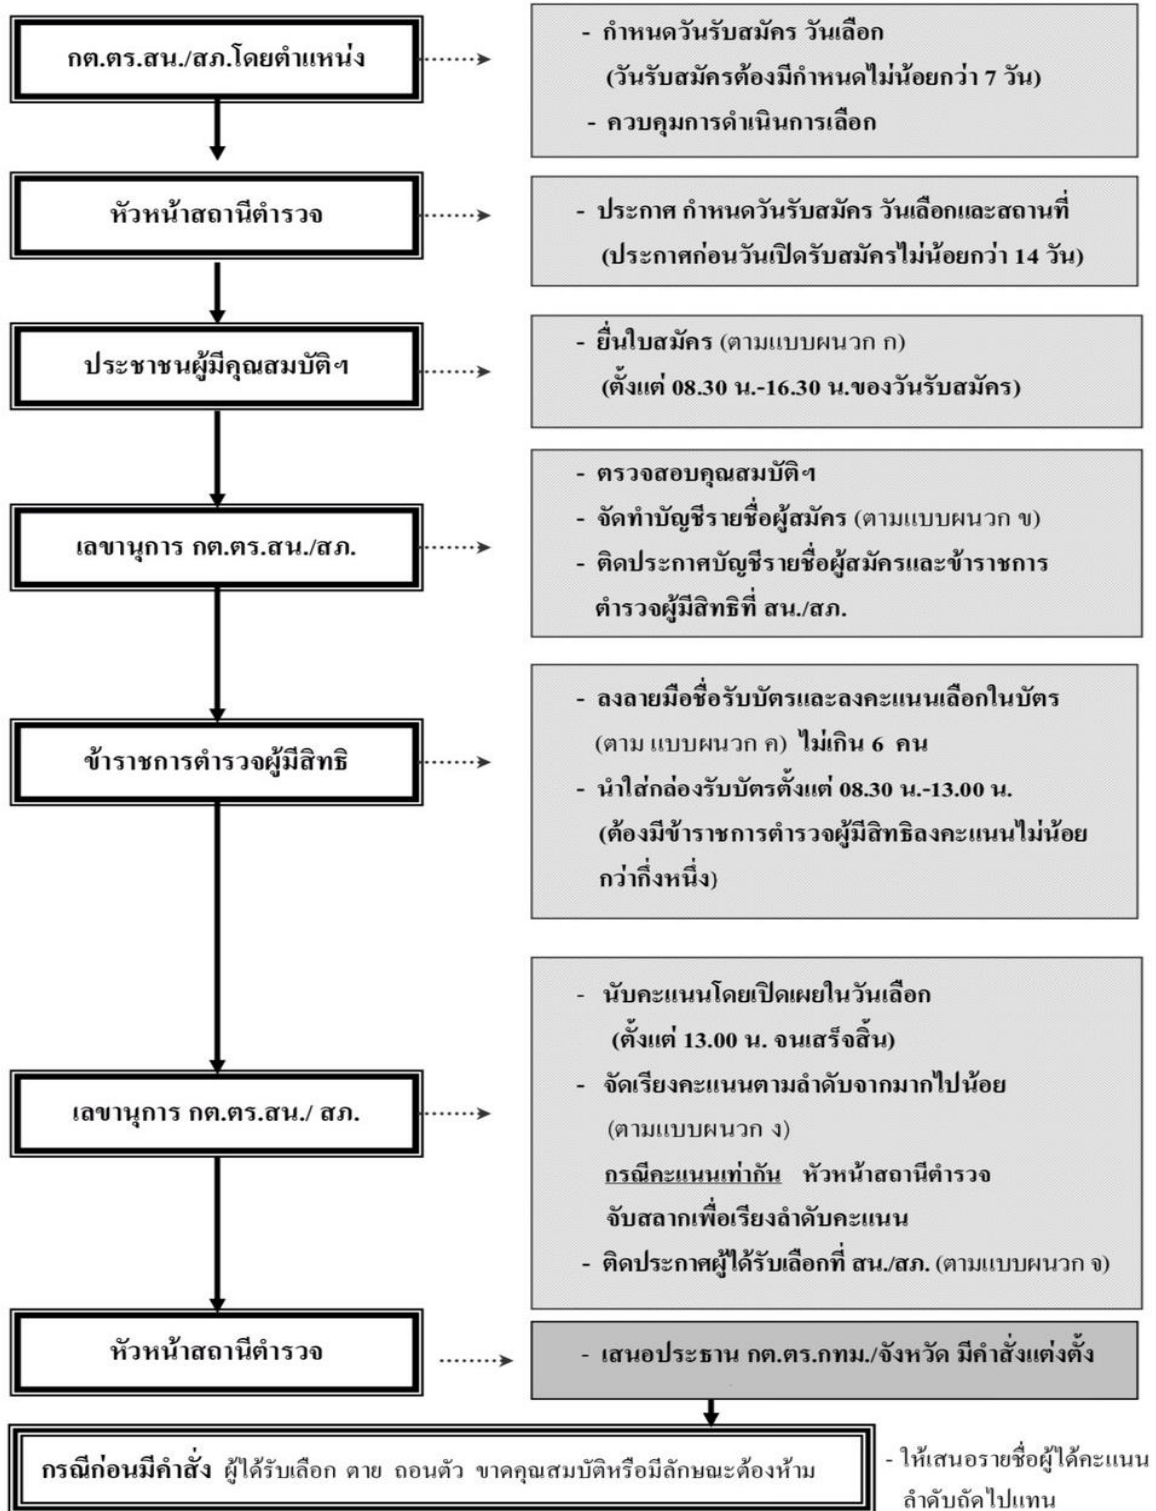 กต.ตร.สน./สภ.โดยตำแหน่ง
- กำหนดวันรับสมัคร วันเลือก
(วันรับสมัครต้องมีกำหนดไม่น้อยกว่า 7 วัน)
- ควบคุมการดำเนินการเลือก
หัวหน้าสถานีตำรวจ
- ประกาศ กำหนดวันรับสมัคร วันเลือกและสถานที่
(ประกาศก่อนวันเปิดรับสมัครไม่น้อยกว่า 14 วัน)
ประชาชนผู้มีคุณสมบัติฯ
- ยื่นใบสมัคร (ตามแบบผนวก ก)
(ตั้งแต่ 08.30 น.-16.30 น.ของวันรับสมัคร)
เลขานุการ กต.ตร.สน./สภ.
- ตรวจสอบคุณสมบัติฯ
- จัดทำบัญชีรายชื่อผู้สมัคร (ตามแบบผนวก ข)
- ติดประกาศบัญชีรายชื่อผู้สมัครและข้าราชการ
ตำรวจผู้มีสิทธิที่ สน./สภ.
ข้าราชการตำรวจผู้มีสิทธิ
- ลงลายมือชื่อรับบัตรและลงคะแนนเลือกในบัตร
(ตาม แบบผนวก ค) ไม่เกิน 6 คน
- นำใส่กล่องรับบัตรตั้งแต่ 08.30 น.-13.00 น.
(ต้องมีข้าราชการตำรวจผู้มีสิทธิลงคะแนนไม่น้อย
กว่ากึ่งหนึ่ง)
เลขานุการ กต.ตร.สน./ สภ.
- นับคะแนนโดยเปิดเผยในวันเลือก
(ตั้งแต่ 13.00 น. จนเสร็จสิ้น)
- จัดเรียงคะแนนตามลำดับจากมากไปน้อย
(ตามแบบผนวก ง)
กรณีคะแนนเท่ากัน หัวหน้าสถานีตำรวจ
จับสลากเพื่อเรียงลำดับคะแนน
- ติดประกาศผู้ได้รับเลือกที่ สน./สภ. (ตามแบบผนวก จ)
หัวหน้าสถานีตำรวจ
- เสนอประธาน กต.ตร.กทม./จังหวัด มีคำสั่งแต่งตั้ง
กรณีก่อนมีคำสั่ง ผู้ได้รับเลือก ตาย ถอนตัว ขาดคุณสมบัติหรือมีลักษณะต้องห้าม
- ให้เสนอรายชื่อผู้ได้คะแนน
ลำดับถัดไปแทน